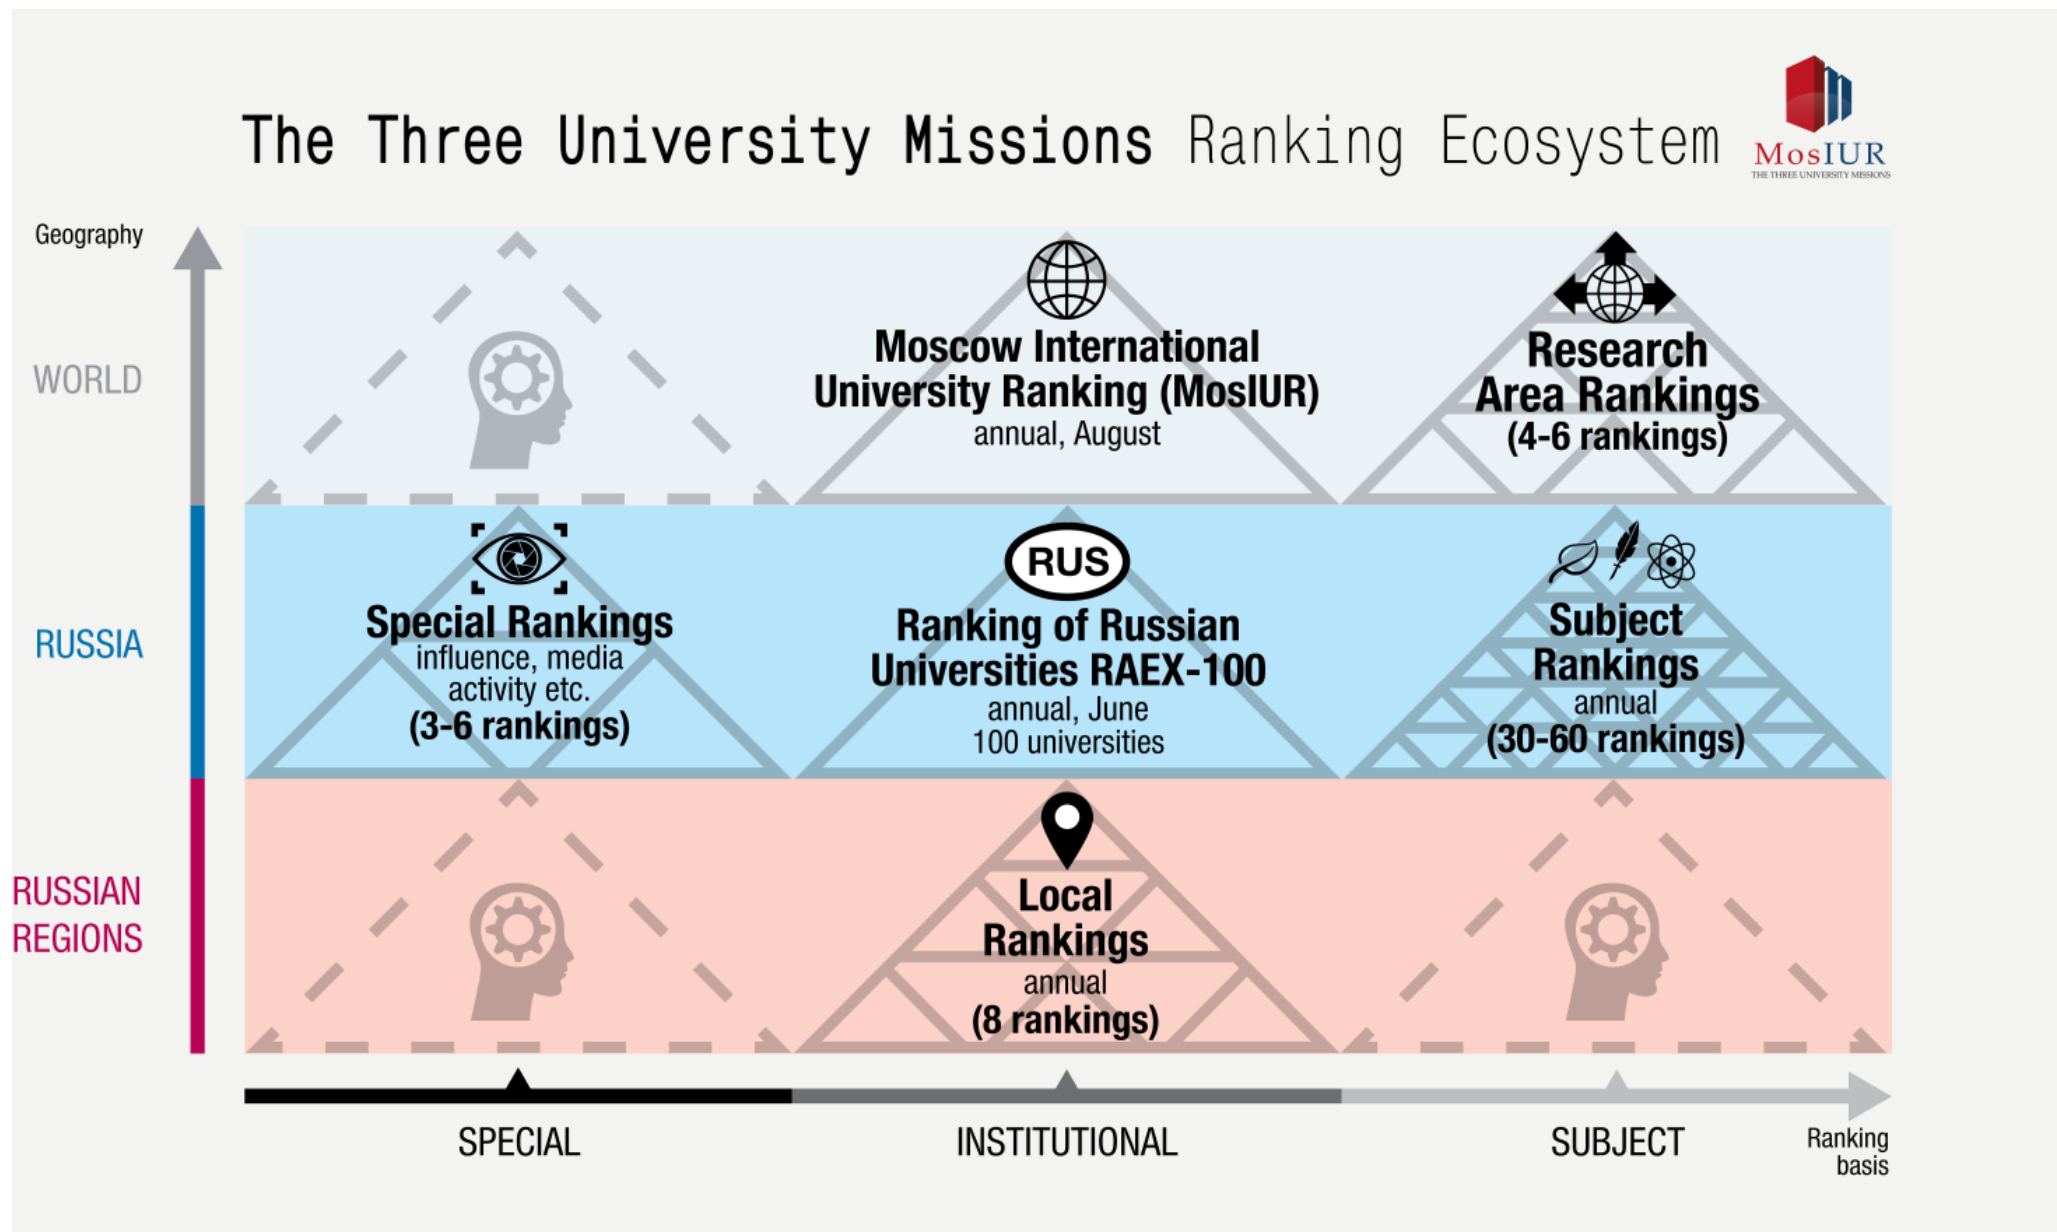 The Three University Missions Ranking Ecosystem
MosIUR
THE THREE UNIVERSITY MISSIONS
Geography
WORLD
Moscow International
University Ranking (MosIUR)
annual, August
Research
Area Rankings
(4-6 rankings)
RUSSIA
Special Rankings
influence, media
activity etc.
(3-6 rankings)
RUS
Ranking of Russian
Universities RAEX-100
annual, June
100 universities
Subject
Rankings
annual
(30-60 rankings)
RUSSIAN
REGIONS
Local
Rankings
annual
(8 rankings)
SPECIAL
INSTITUTIONAL
SUBJECT
Ranking
basis